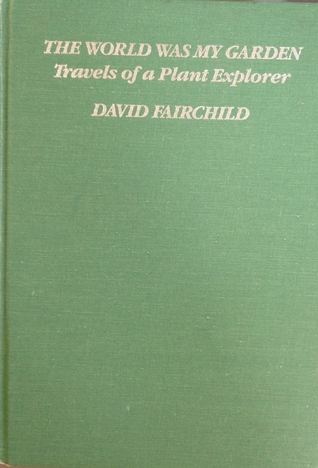 THE WORLD WAS MY GARDEN
Travels of a Plant Explorer
DAVID FAIRCHILD